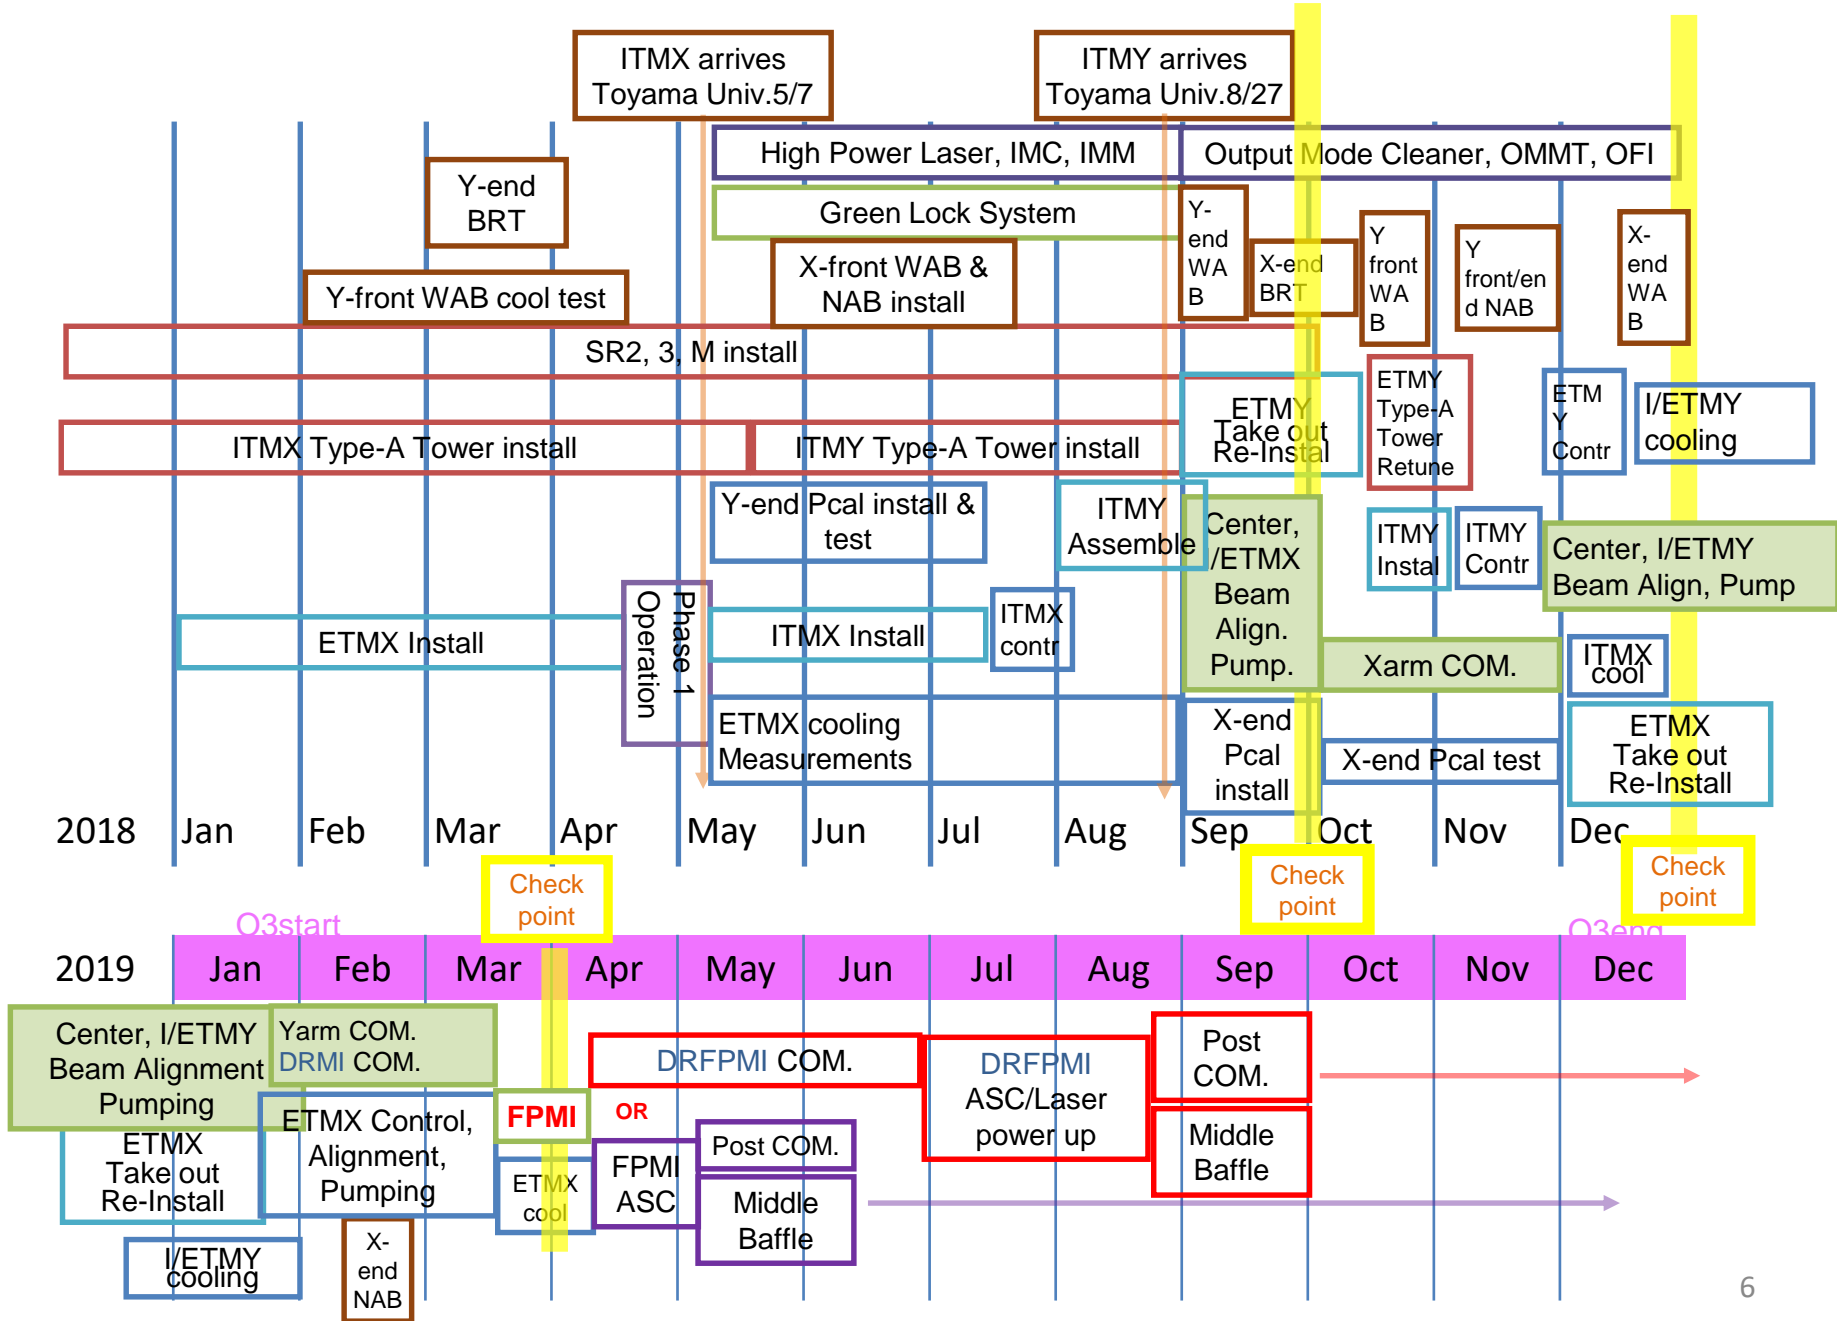 ITMX arrives
Toyama Univ.5/7
ITMY arrives
Toyama Univ.8/27
High Power Laser, IMC, IMM
Output Mode Cleaner, OMMT, OFI
Y-end
BRT
Green Lock System
Y-
end
WA
B
X-end
BRT
Y
front
WA
B
Y
front/en
d NAB
X-
end
WA
B
Y-front WAB cool test
X-front WAB &
NAB install
SR2, 3, M install
ITMX Type-A Tower install
ITMY Type-A Tower install
ETMY
Take out
Re-Instal
ETMY
Type-A
Tower
Retune
ETM
Y
Contr
I/ETMY
cooling
Y-end Pcal install &
test
ITMY
Assemble
Center,
I/ETMX
Beam
Align.
Pump.
ITMY
Instal
ITMY
Contr
Center, I/ETMY
Beam Align, Pump
ETMX Install
Phase 1
Operation
ITMX Install
ITMX
contr
Xarm COM.
ITMX
cool
ETMX cooling
Measurements
X-end
Pcal
install
X-end Pcal test
ETMX
Take out
Re-Install
2018 Jan Feb Mar Apr May Jun Jul Aug Sep Oct Nov Dec
Check
point
Check
point
Check
point
O3start
O3end
2019 Jan Feb Mar Apr May Jun Jul Aug Sep Oct Nov Dec
Center, I/ETMY
Beam Alignment
Pumping
Yarm COM.
DRMI COM.
DRFPMI COM.
DRFPMI
ASC/Laser
power up
Post
COM.
ETMX
Take out
Re-Install
ETMX Control,
Alignment,
Pumping
FPMI
OR
ETMX
cool
FPMI
ASC
Post COM.
Middle
Baffle
Middle
Baffle
I/ETMY
cooling
X-
end
NAB
6